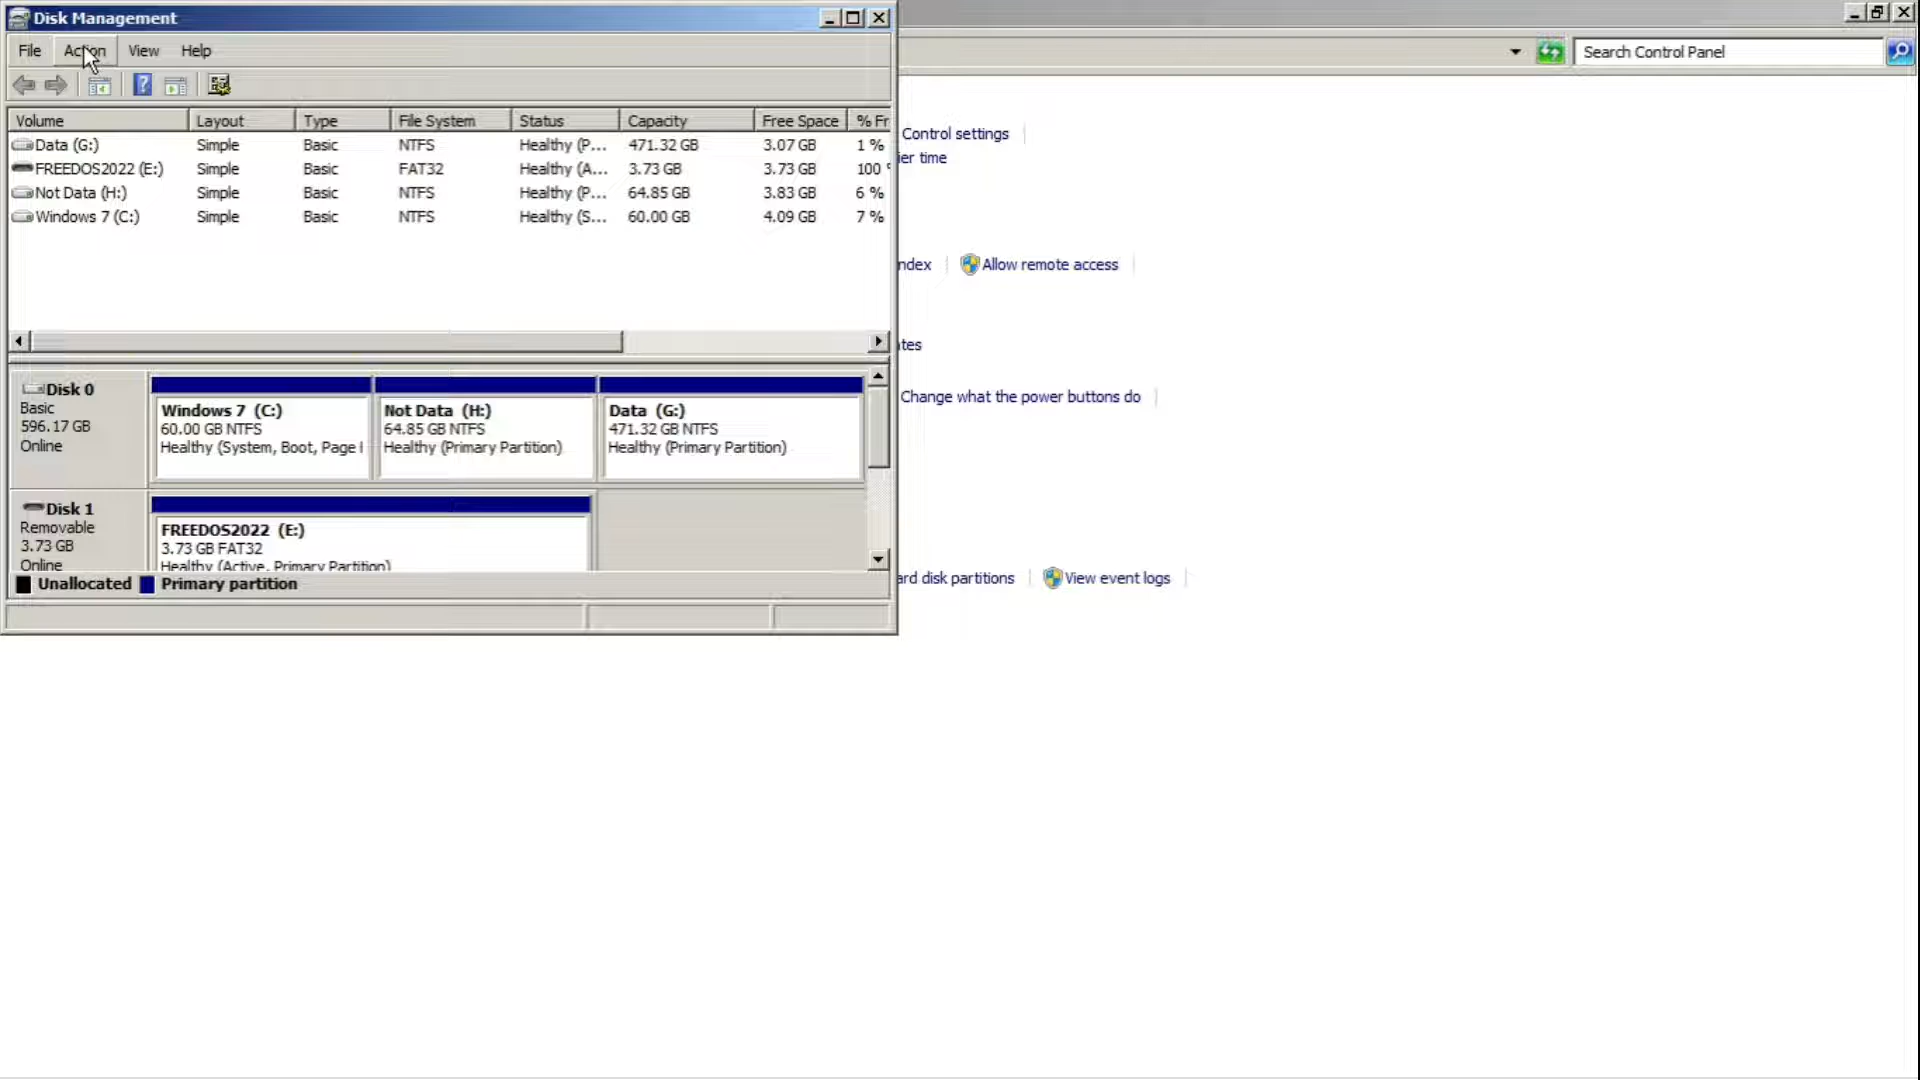 Disk Management
File Action View Help
Search Control Panel
Volume Layout Type File System Status Capacity Free Space % Fr
Data (G:) Simple Basic NTFS Healthy (P... 471.32 GB 3.07 GB 1 %
FREEDOS2022 (E:) Simple Basic FAT32 Healthy (A... 3.73 GB 3.73 GB 100
Not Data (H:) Simple Basic NTFS Healthy (P... 64.85 GB 3.83 GB 6 %
Windows 7 (C:) Simple Basic NTFS Healthy (S... 60.00 GB 4.09 GB 7 %
Control settings
ier time
ndex Allow remote access
ates
Change what the power buttons do
ard disk partitions View event logs
Disk 0
Basic
596.17 GB
Online
Windows 7 (C:)
60.00 GB NTFS
Healthy (System, Boot, Page
Not Data (H:)
64.85 GB NTFS
Healthy (Primary Partition)
Data (G:)
471.32 GB NTFS
Healthy (Primary Partition)
Disk 1
Removable
3.73 GB
Online
FREEDOS2022 (E:)
3.73 GB FAT32
Healthy (Active, Primary Partition)
Unallocated Primary partition